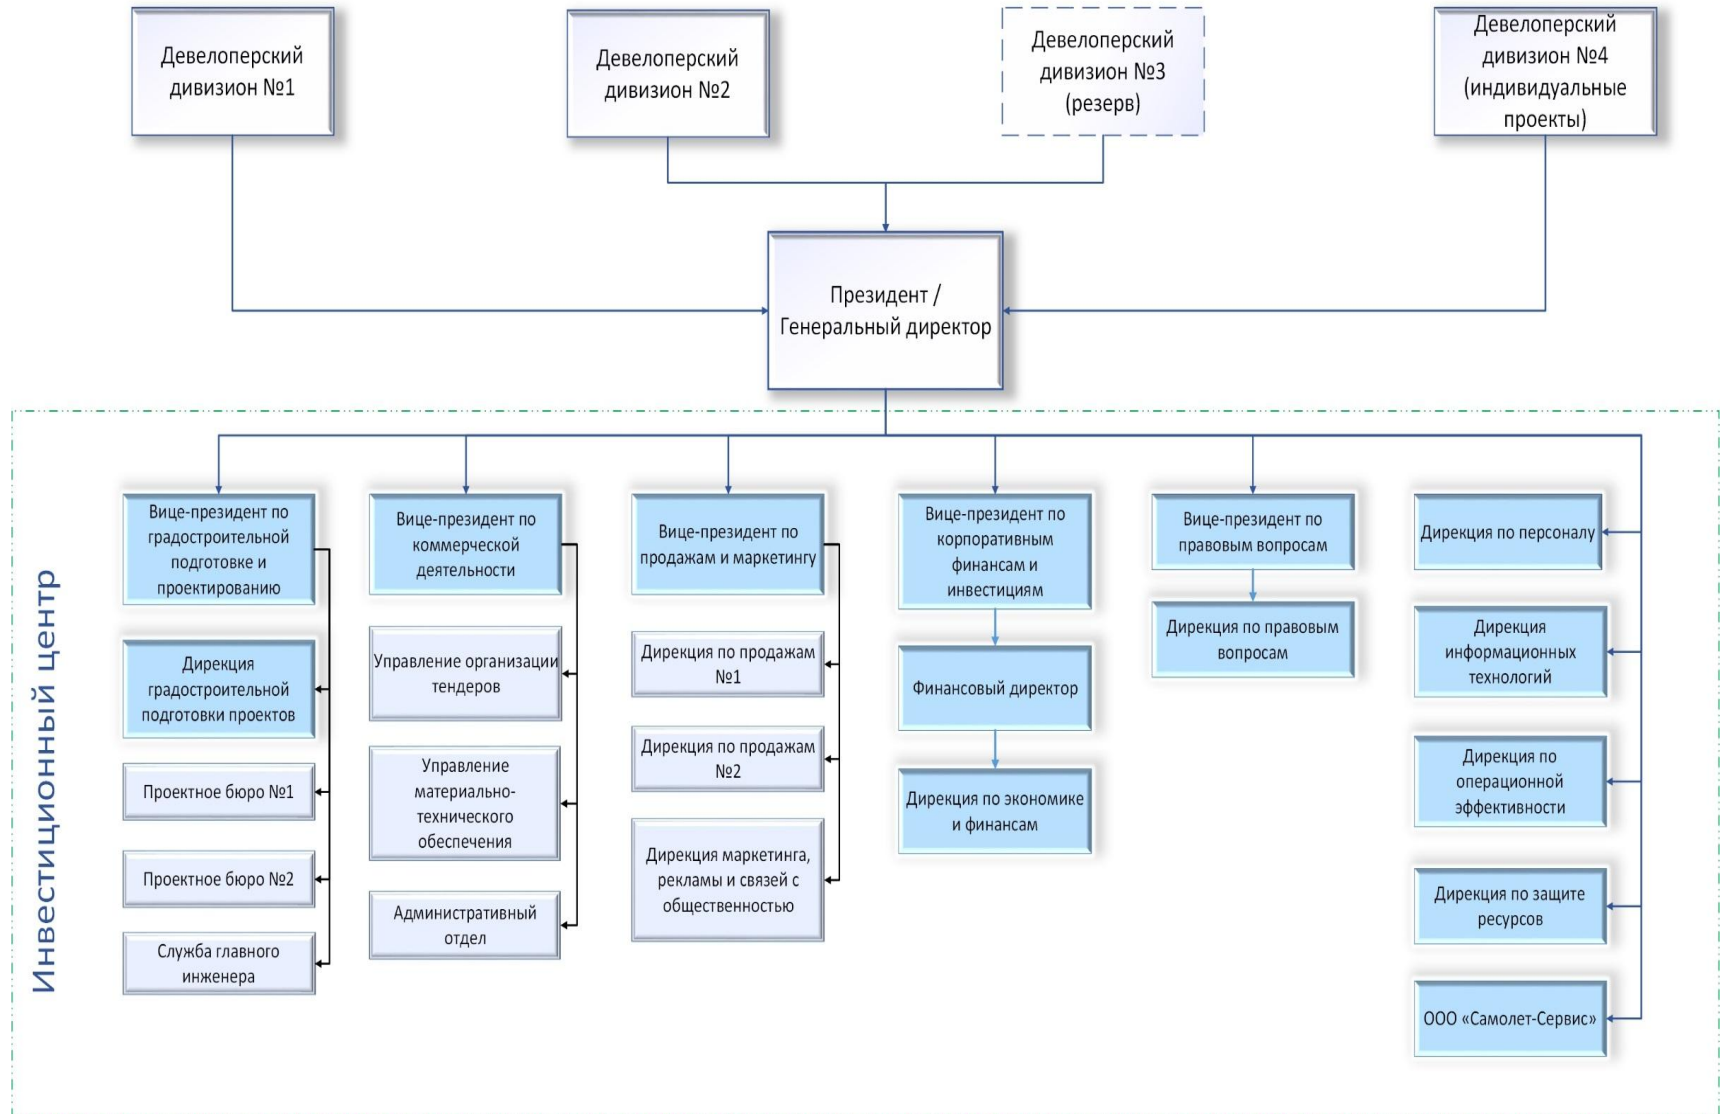 Девелоперский
дивизион №1
Девелоперский
дивизион №2
Девелоперский
дивизион №3
(резерв)
Девелоперский
дивизион №4
(индивидуальные
проекты)
Президент /
Генеральный директор
Инвестиционный центр
Вице-президент по
градостроительной
подготовке и
проектированию
Дирекция
градостроительной
подготовки проектов
Проектное бюро №1
Проектное бюро №2
Служба главного
инженера
Вице-президент по
коммерческой
деятельности
Управление организации
тендеров
Управление
материально-
технического
обеспечения
Административный
отдел
Вице-президент по
продажам и маркетингу
Дирекция по продажам
№1
Дирекция по продажам
№2
Дирекция маркетинга,
рекламы и связей с
общественностью
Вице-президент по
корпоративным
финансам и
инвестициям
Финансовый директор
Дирекция по экономике
и финансам
Вице-президент по
правовым вопросам
Дирекция по правовым
вопросам
Дирекция по персоналу
Дирекция
информационных
технологий
Дирекция по
операционной
эффективности
Дирекция по защите
ресурсов
ООО «Самолет-Сервис»